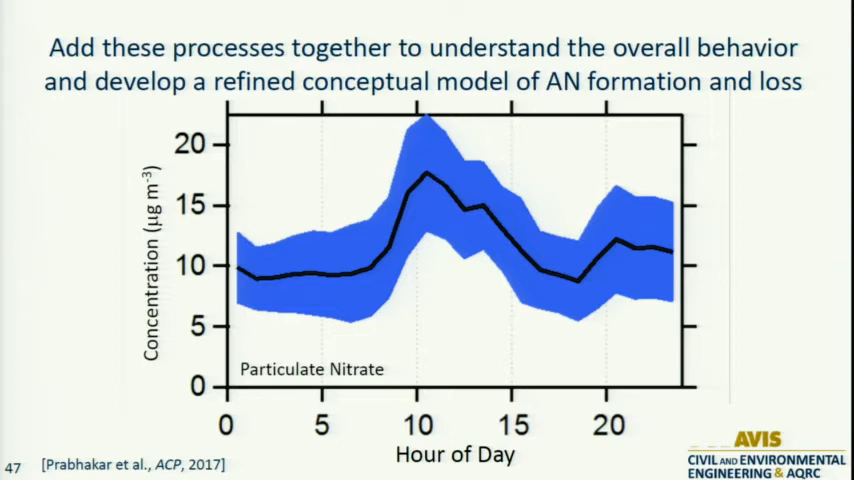 Add these processes together to understand the overall behavior
and develop a refined conceptual model of AN formation and loss
20
15
10
5
0
Concentration (µg m⁻³)
Particulate Nitrate
0 5 10 15 20
Hour of Day
47 [Prabhakar et al., ACP, 2017]
AVIS
CIVIL AND ENVIRONMENTAL
ENGINEERING & AQRC